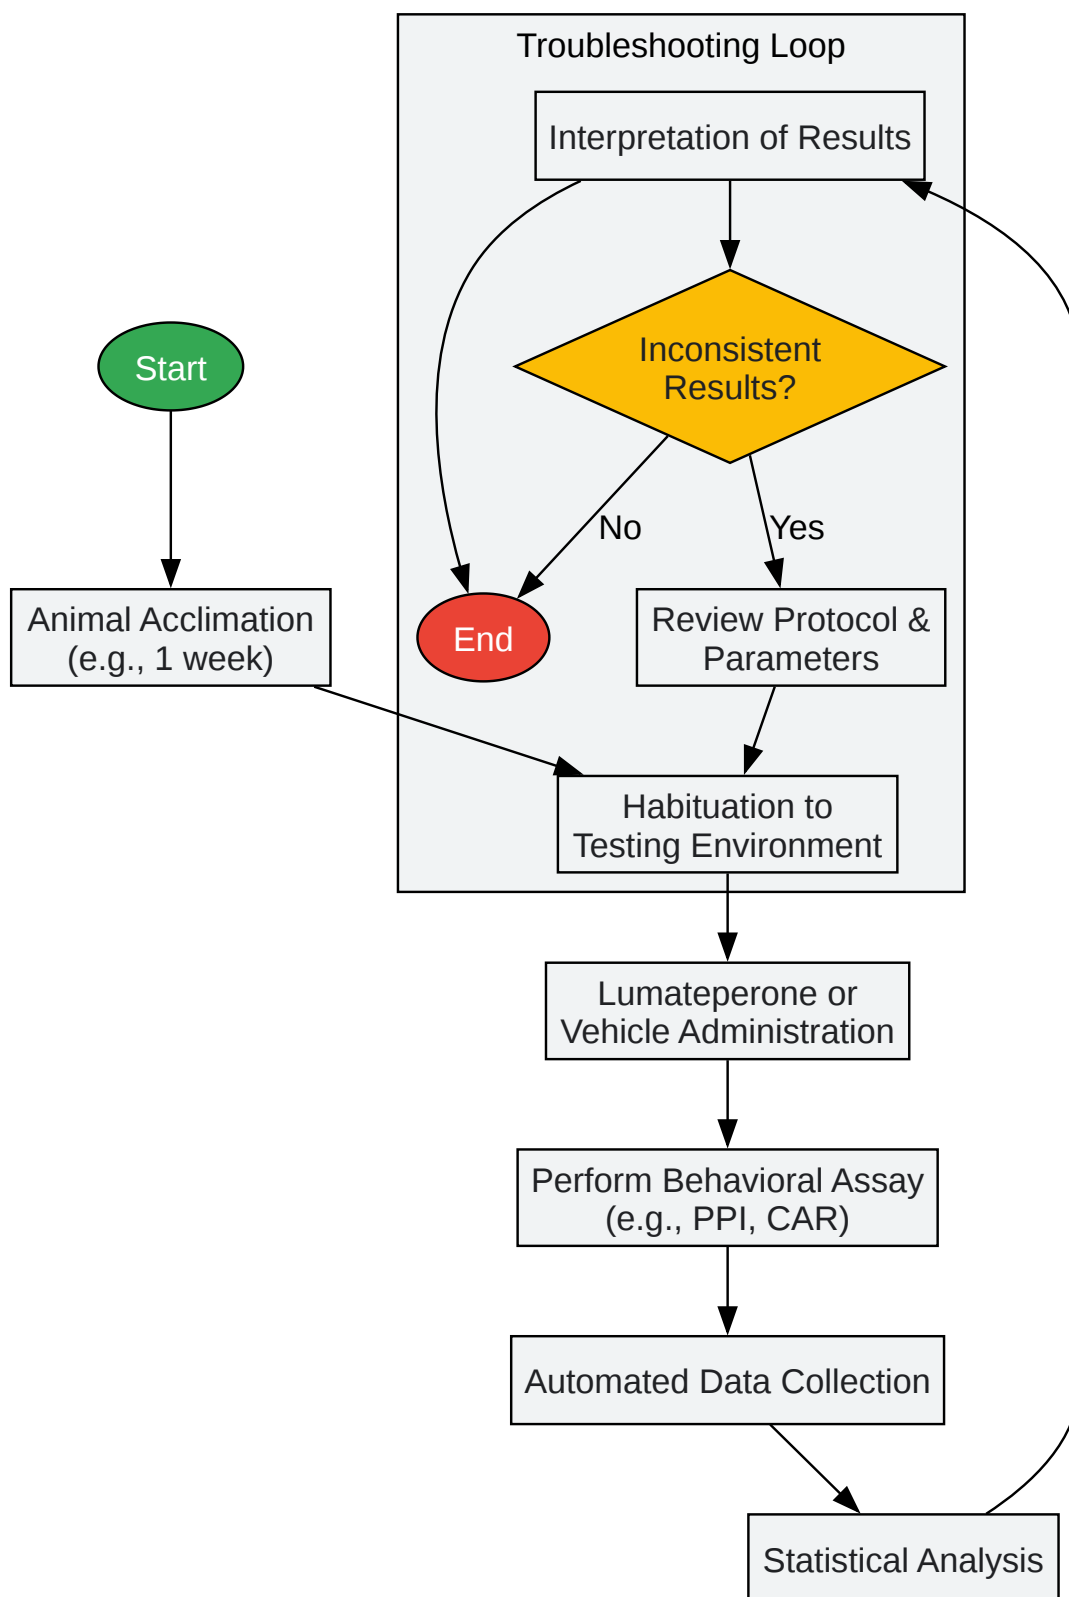 Troubleshooting Loop
Interpretation of Results
Inconsistent
Results?
Start
No
Yes
Animal Acclimation
(e.g., 1 week)
End
Review Protocol &
Parameters
Habituation to
Testing Environment
Lumateperone or
Vehicle Administration
Perform Behavioral Assay
(e.g., PPI, CAR)
Automated Data Collection
Statistical Analysis